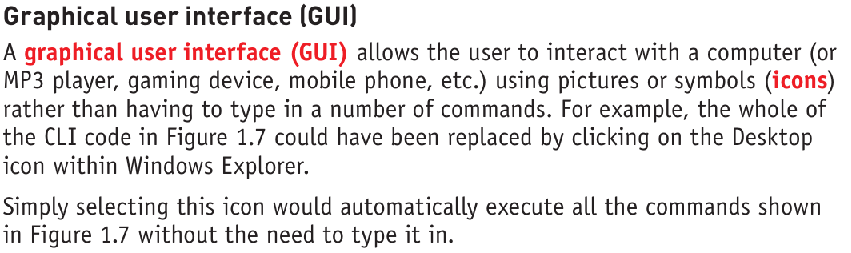 Graphical user interface (GUI)
A graphical user interface (GUI) allows the user to interact with a computer (or
MP3 player, gaming device, mobile phone, etc.) using pictures or symbols (icons)
rather than having to type in a number of commands. For example, the whole of
the CLI code in Figure 1.7 could have been replaced by clicking on the Desktop
icon within Windows Explorer.
Simply selecting this icon would automatically execute all the commands shown
in Figure 1.7 without the need to type it in.